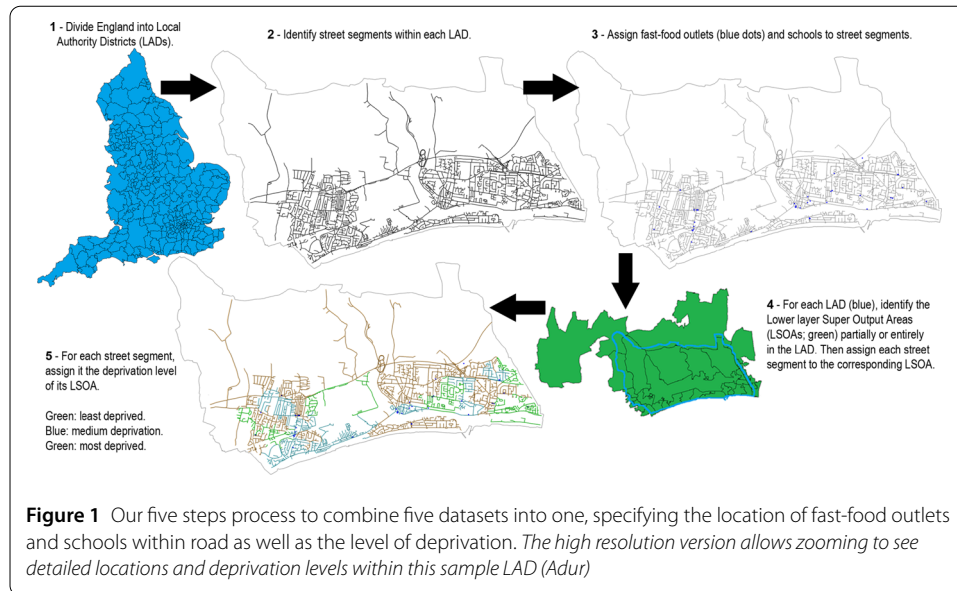 1 - Divide England into Local
Authority Districts (LADs).
2 - Identify street segments within each LAD.
3 - Assign fast-food outlets (blue dots) and schools to street segments.
4 - For each LAD (blue), identify the
Lower layer Super Output Areas
(LSOAs; green) partially or entirely
in the LAD. Then assign each street
segment to the corresponding LSOA.
5 - For each street segment,
assign it the deprivation level
of its LSOA.
Green: least deprived.
Blue: medium deprivation.
Green: most deprived.
Figure 1 Our five steps process to combine five datasets into one, specifying the location of fast-food outlets
and schools within road as well as the level of deprivation. The high resolution version allows zooming to see
detailed locations and deprivation levels within this sample LAD (Adur)